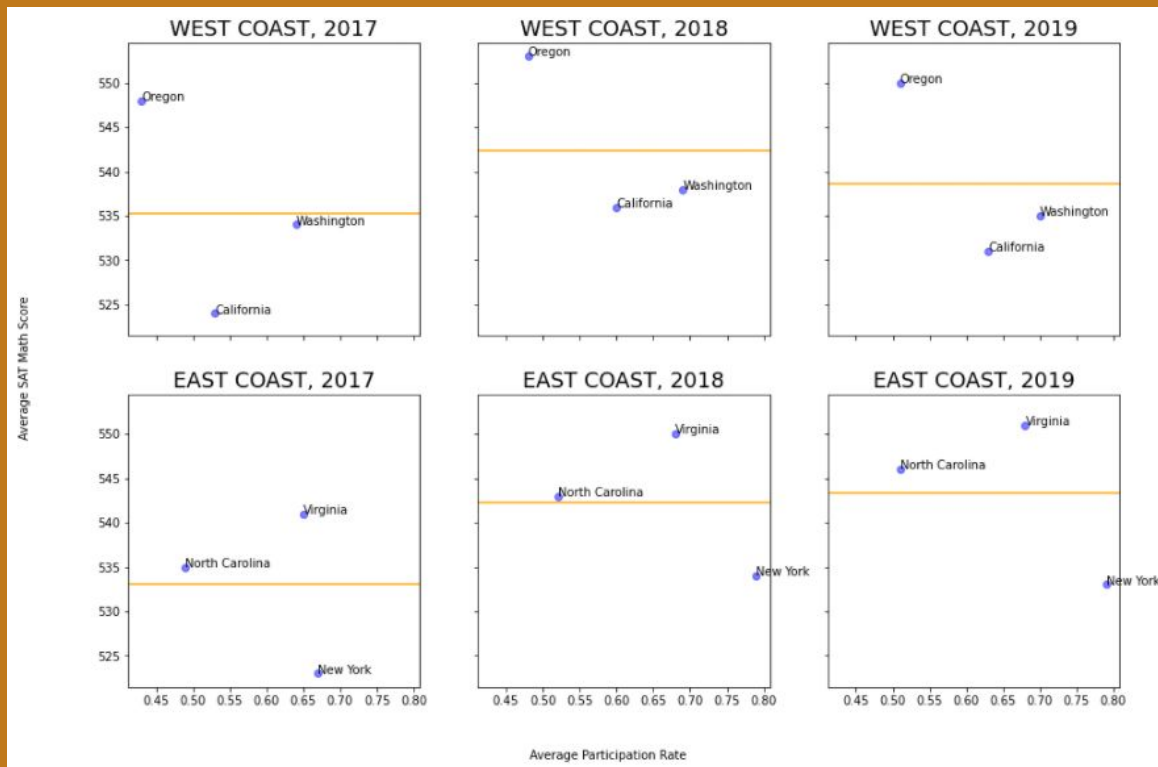 WEST COAST, 2017
WEST COAST, 2018
WEST COAST, 2019
550
545
540
535
530
525
Oregon
Washington
California
Oregon
Washington
California
Oregon
Washington
California
Average SAT Math Score
EAST COAST, 2017
EAST COAST, 2018
EAST COAST, 2019
550
545
540
535
530
525
Virginia
North Carolina
New York
Virginia
North Carolina
New York
Virginia
North Carolina
New York
0.45 0.50 0.55 0.60 0.65 0.70 0.75 0.80
0.45 0.50 0.55 0.60 0.65 0.70 0.75 0.80
0.45 0.50 0.55 0.60 0.65 0.70 0.75 0.80
Average Participation Rate